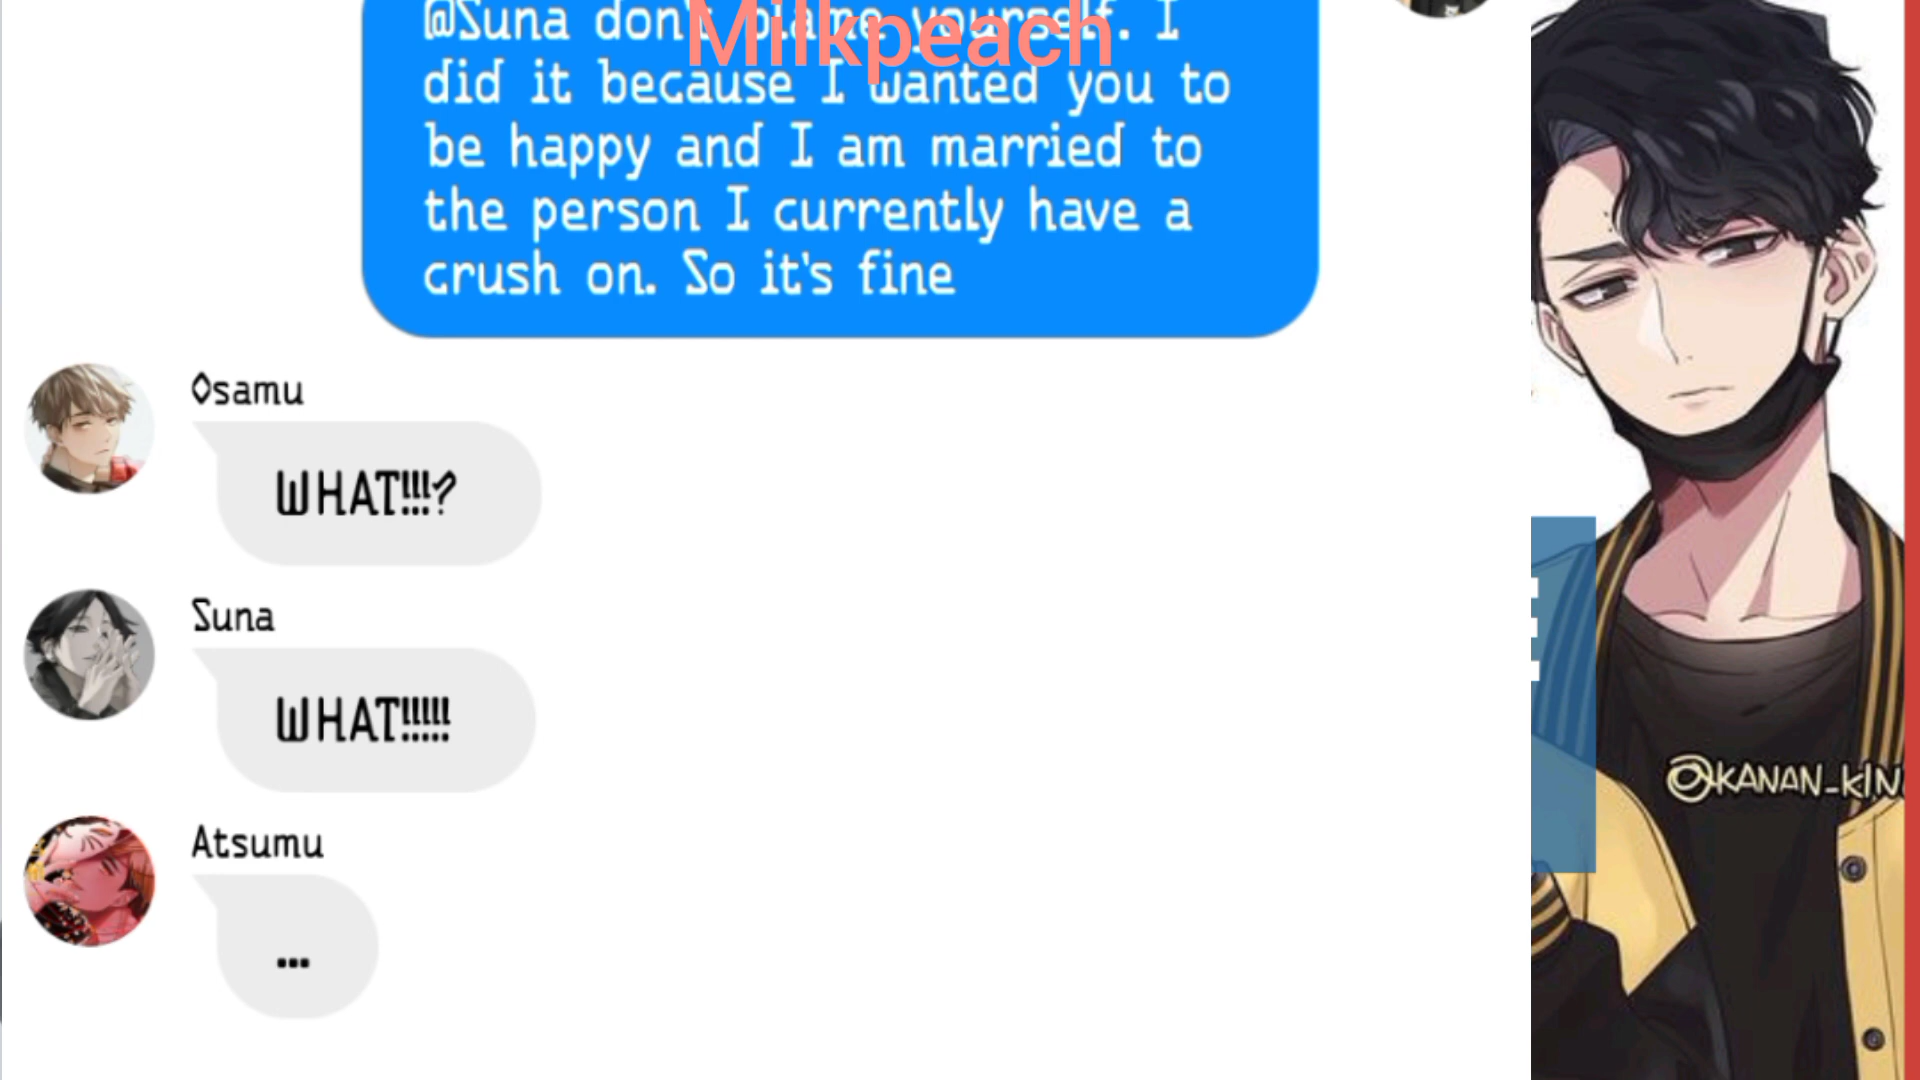 @Suna don't blame yourself. I
Milkpeach
did it because I wanted you to
be happy and I am married to
the person I currently have a
crush on. So it's fine
Osamu
WHAT!!!?
Suna
WHAT!!!!!
Atsumu
...
@KANAN_KIN